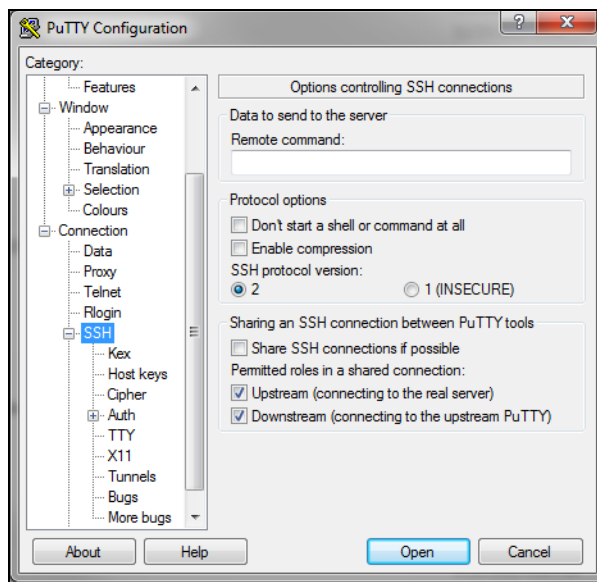 PuTTY Configuration
Category:
Features
Window
Appearance
Behaviour
Translation
Selection
Colours
Connection
Data
Proxy
Telnet
Rlogin
SSH
Kex
Host keys
Cipher
Auth
TTY
X11
Tunnels
Bugs
More bugs
Options controlling SSH connections
Data to send to the server
Remote command:
Protocol options
Don't start a shell or command at all
Enable compression
SSH protocol version:
2 1 (INSECURE)
Sharing an SSH connection between PuTTY tools
Share SSH connections if possible
Permitted roles in a shared connection:
Upstream (connecting to the real server)
Downstream (connecting to the upstream PuTTY)
About Help Open Cancel